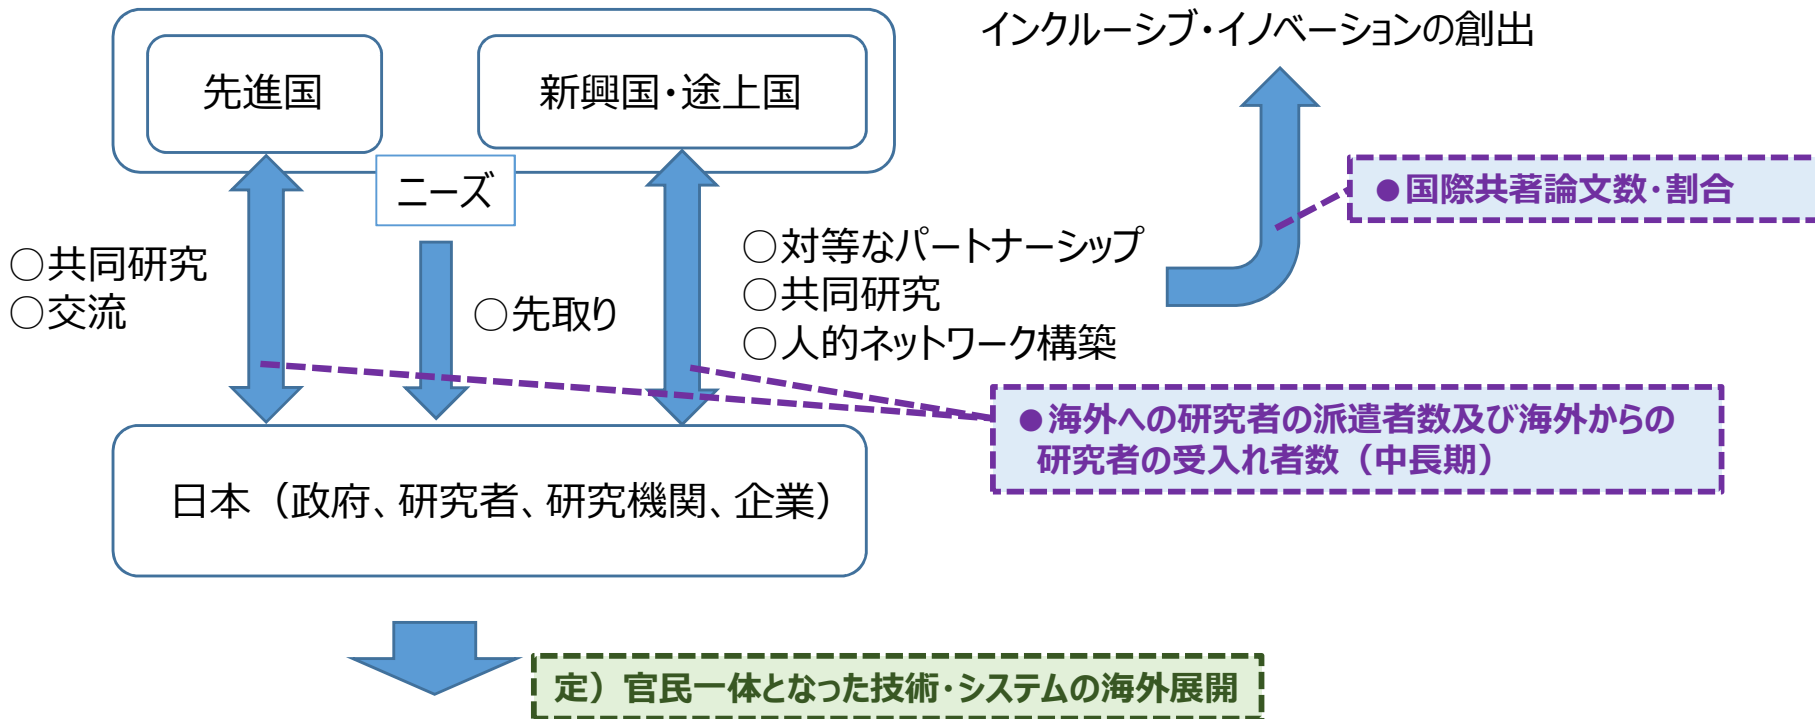 インクルーシブ・イノベーションの創出
先進国
新興国・途上国
ニーズ
●国際共著論文数・割合
○共同研究
○交流
○先取り
○対等なパートナーシップ
○共同研究
○人的ネットワーク構築
●海外への研究者の派遣者数及び海外からの
研究者の受入れ者数（中長期）
日本（政府、研究者、研究機関、企業）
定）官民一体となった技術・システムの海外展開